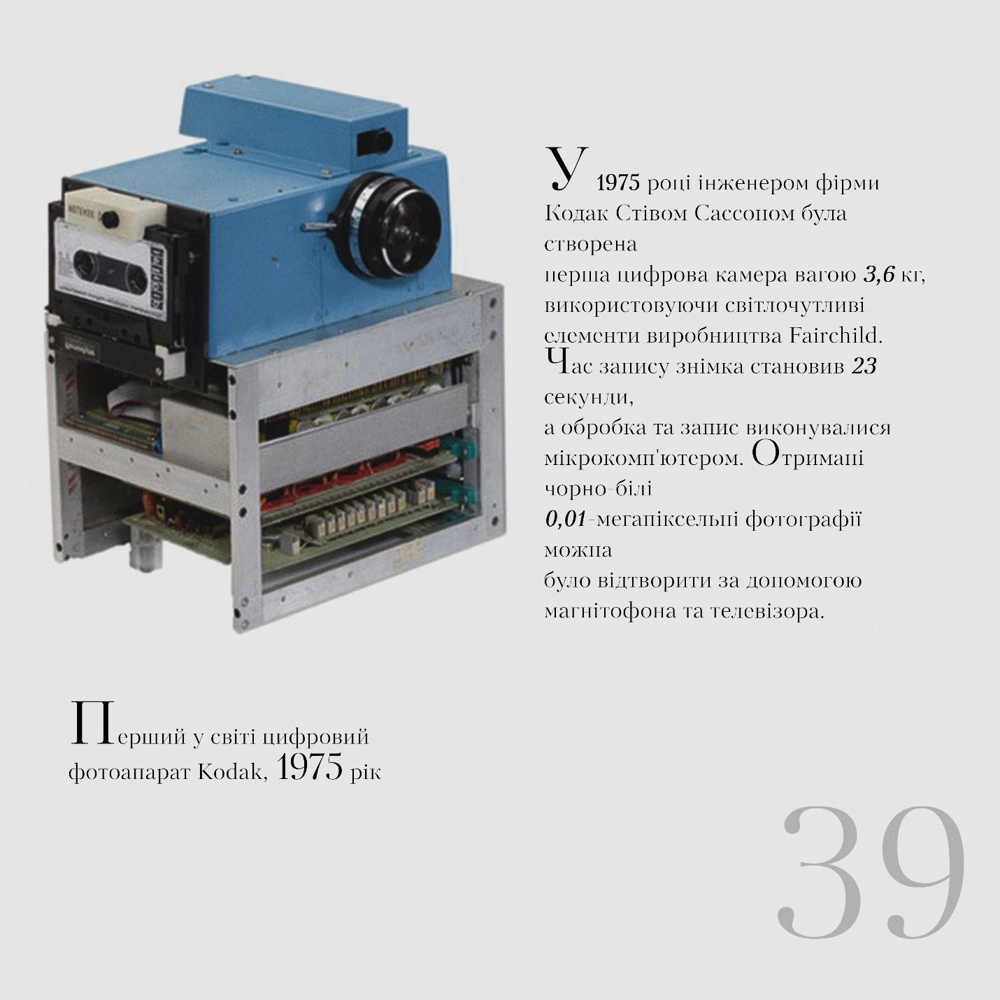 У 1975 році інженером фірми
Кодак Стівом Сассоном була
створена
перша цифрова камера вагою 3,6 кг,
використовуючи світлочутливі
елементи виробництва Fairchild.
Час запису знімка становив 23
секунди,
а обробка та запис виконувалися
мікрокомп'ютером. Отримані
чорно-білі
0,01-мегапіксельні фотографії
можна
було відтворити за допомогою
магнітофона та телевізора.
Перший у світі цифровий
фотоапарат Kodak, 1975 рік
39